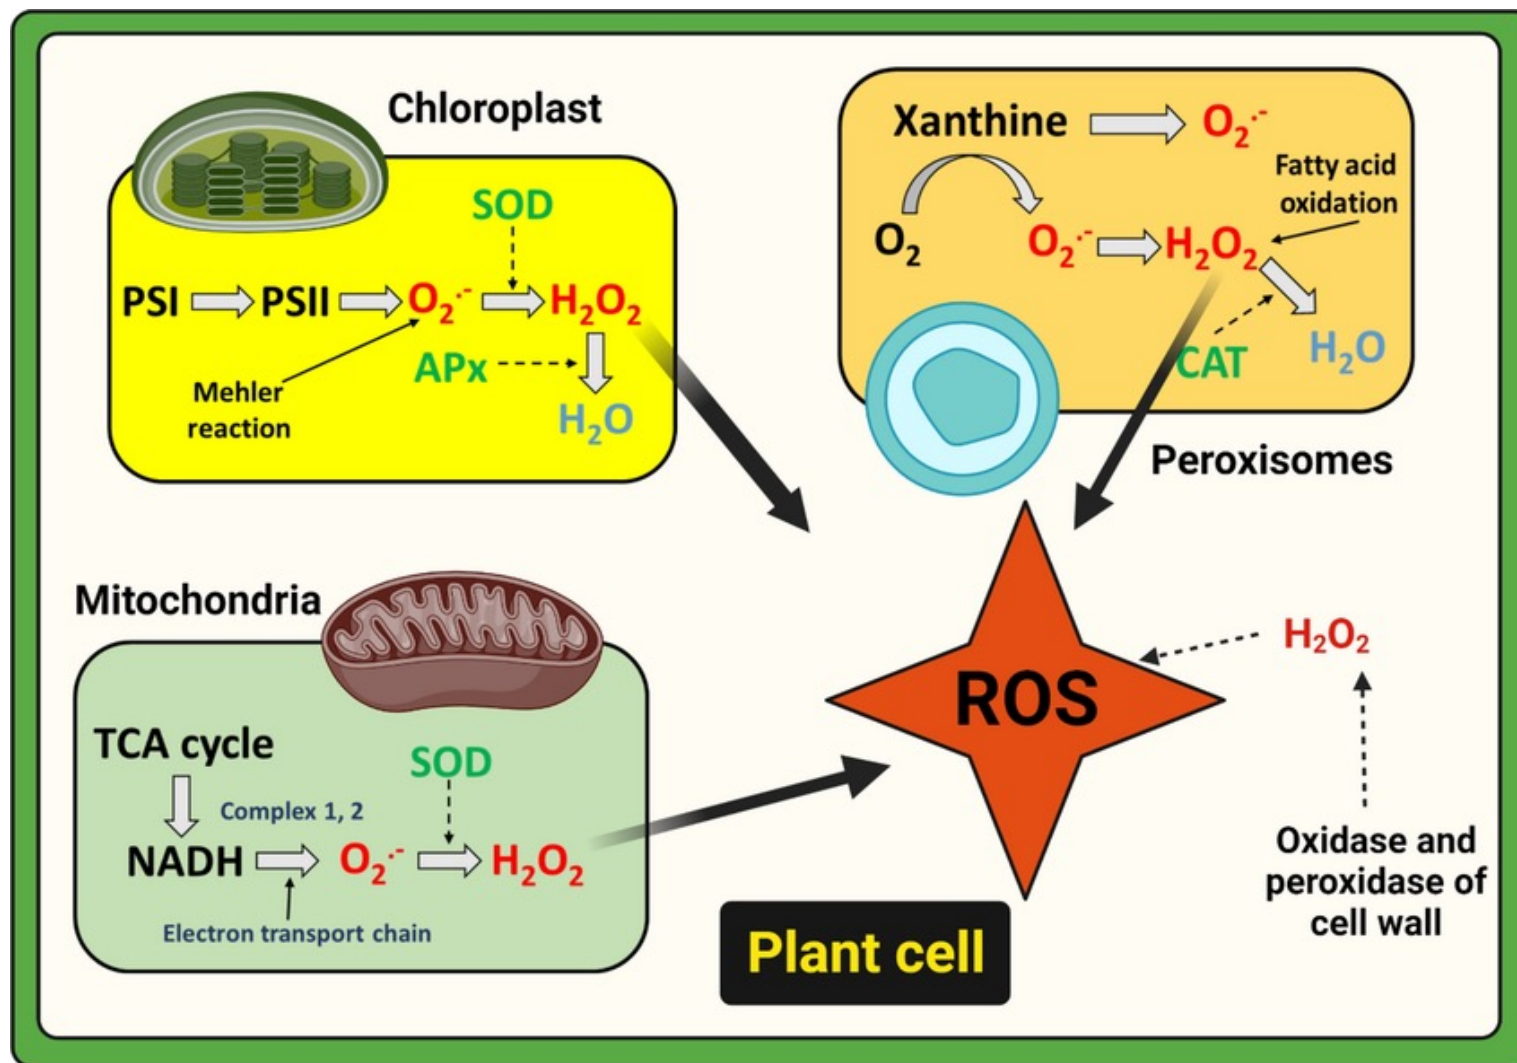 Chloroplast
SOD
PSI PSII O₂·⁻ H₂O₂
APx
Mehler
reaction
H₂O
Xanthine O₂·⁻
Fatty acid
oxidation
O₂ O₂·⁻ H₂O₂
CAT H₂O
Peroxisomes
Mitochondria
TCA cycle
SOD
Complex 1, 2
NADH O₂·⁻ H₂O₂
Electron transport chain
ROS
H₂O₂
Oxidase and
peroxidase of
cell wall
Plant cell